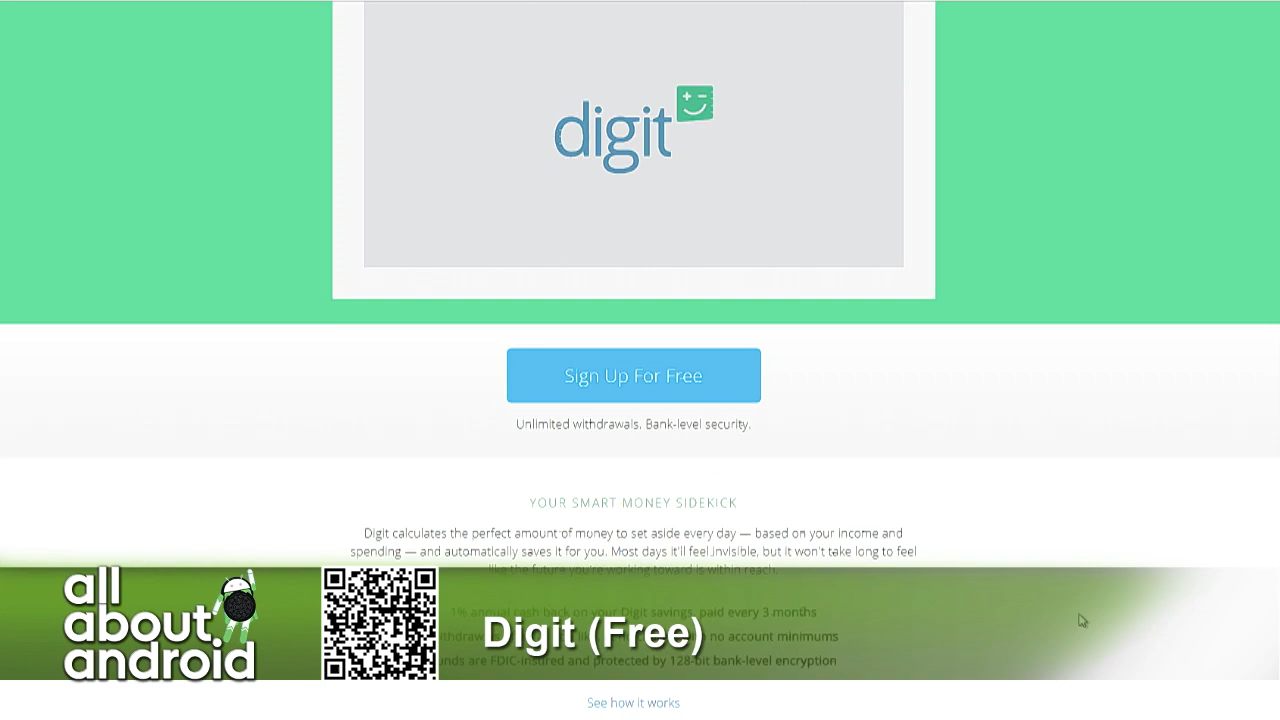 digit
Sign Up For Free
Unlimited withdrawals. Bank-level security.
YOUR SMART MONEY SIDEKICK
Digit calculates the perfect amount of money to set aside every day — based on your income and
spending — and automatically saves it for you. Most days it'll feel invisible, but it won't take long to feel
like the future you're working toward is within reach.
1% annual cash back on your Digit savings, paid every 3 months
no account minimums
are FDIC-insured and protected by 128-bit bank-level encryption
all
about
android
Digit (Free)
See how it works